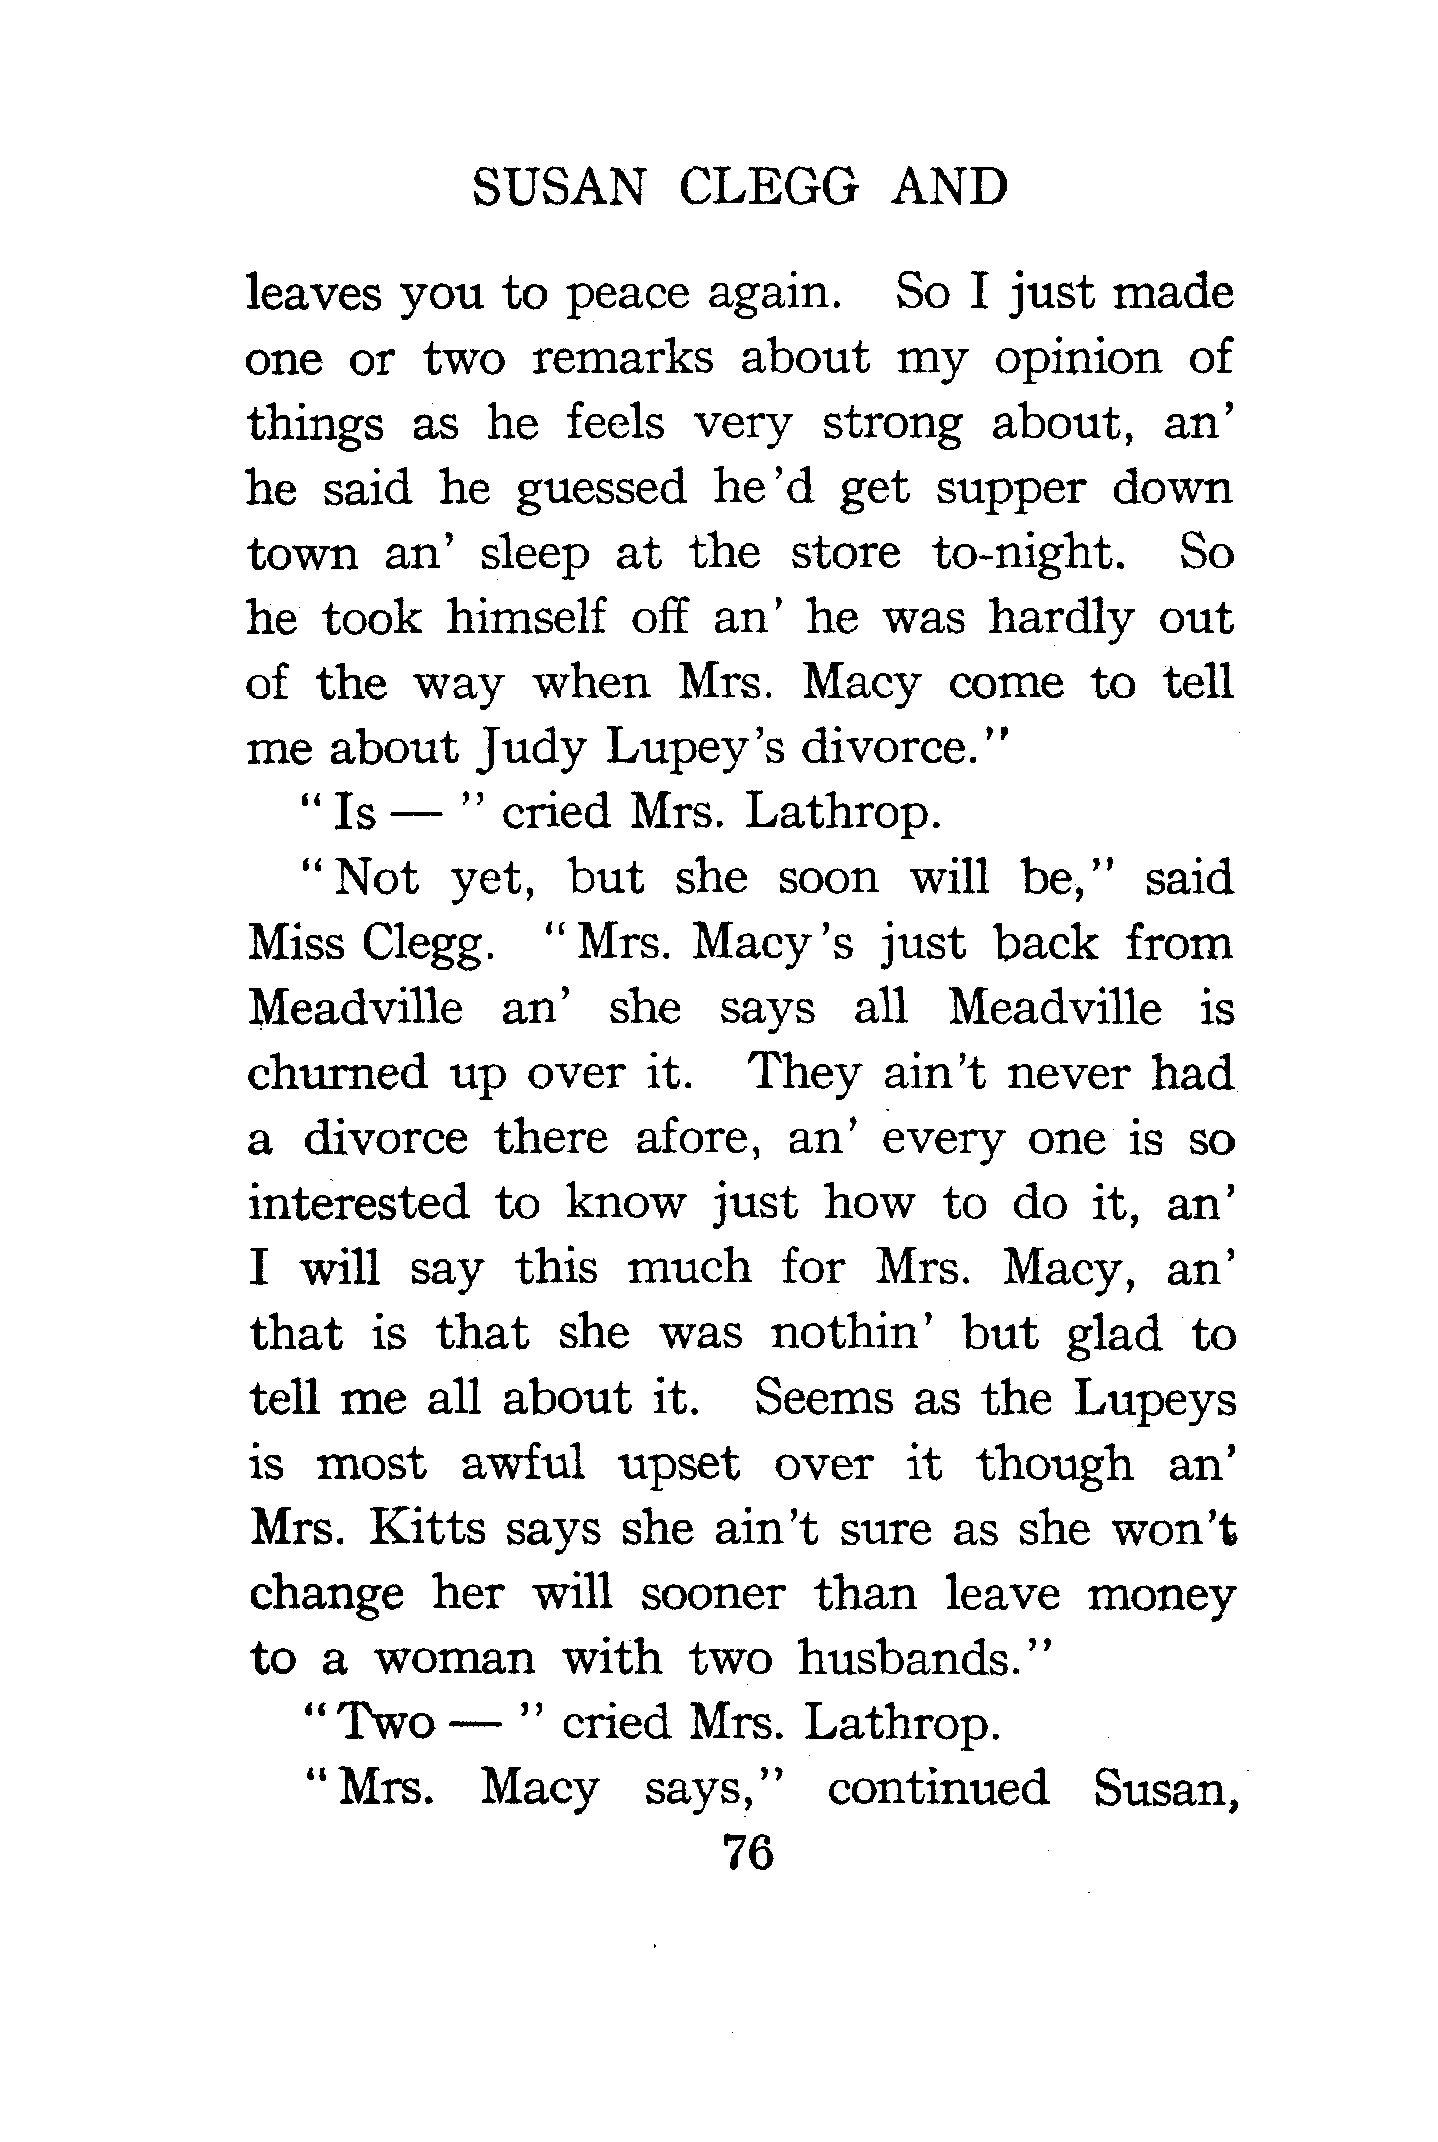 SUSAN CLEGG AND
leaves you to peace again. So I just made
one or two remarks about my opinion of
things as he feels very strong about, an’
he said he guessed he’d get supper down
town an’ sleep at the store to-night. So
he took himself off an’ he was hardly out
of the way when Mrs. Macy come to tell
me about Judy Lupey’s divorce.”
“Is — ” cried Mrs. Lathrop.
“Not yet, but she soon will be,” said
Miss Clegg. “Mrs. Macy’s just back from
Meadville an’ she says all Meadville is
churned up over it. They ain’t never had
a divorce there afore, an’ every one is so
interested to know just how to do it, an’
I will say this much for Mrs. Macy, an’
that is that she was nothin’ but glad to
tell me all about it. Seems as the Lupeys
is most awful upset over it though an’
Mrs. Kitts says she ain’t sure as she won’t
change her will sooner than leave money
to a woman with two husbands.”
“Two — ” cried Mrs. Lathrop.
“Mrs. Macy says,” continued Susan,
76